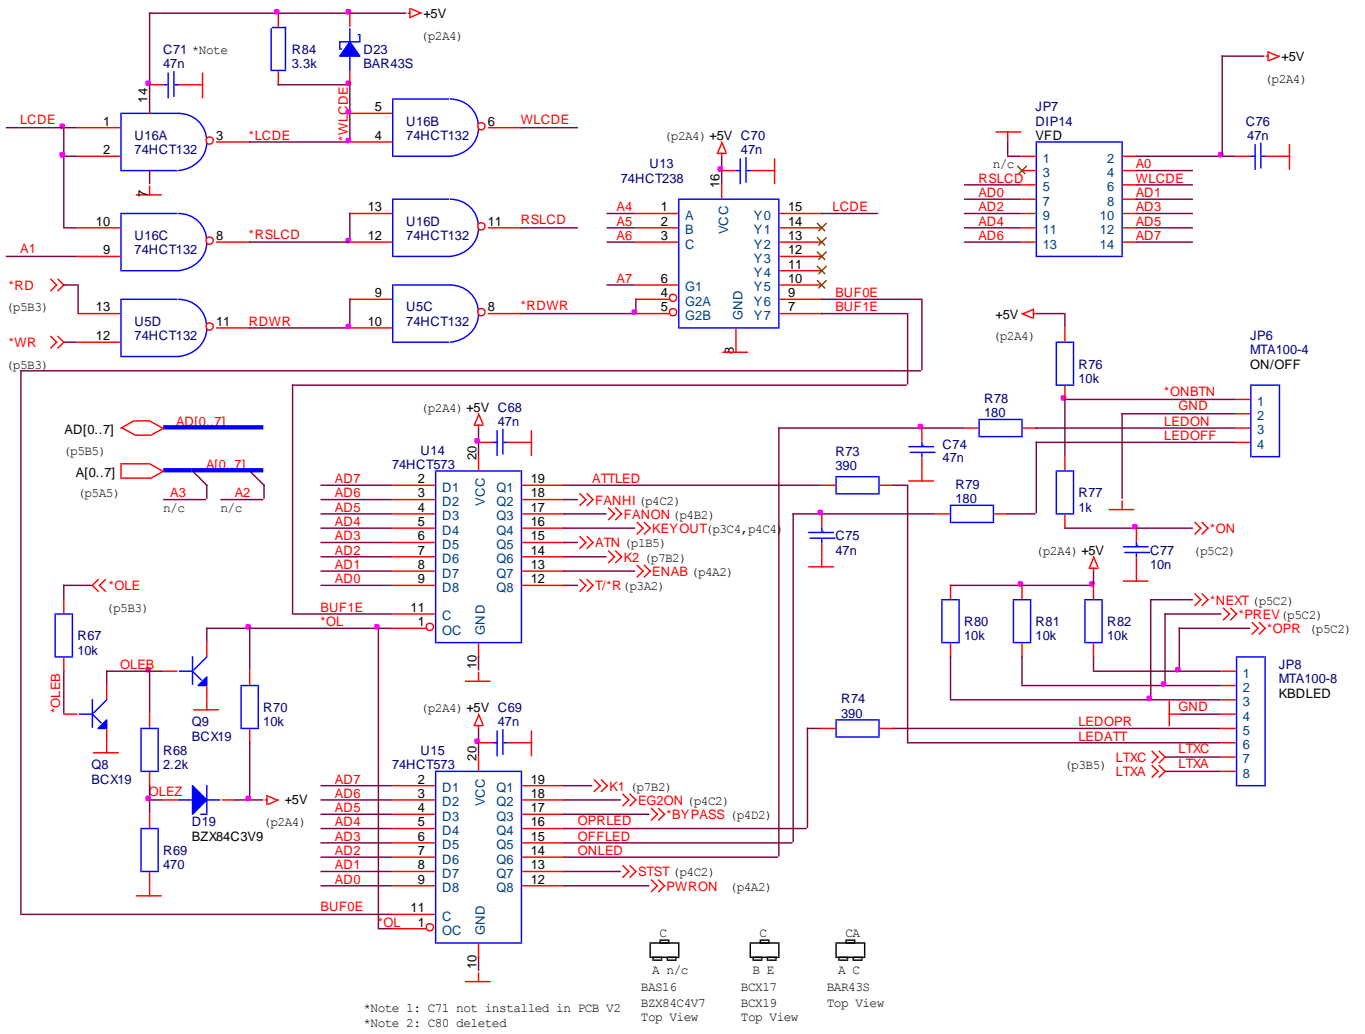 +5V
(p2A4)
C71 *Note
47n
R84
3.3k
D23
BAR43S
14
LCDE
1
2
U16A
74HCT132
3
*LCDE
7
*WLCDE
5
4
U16B
74HCT132
6
WLCDE
10
9
A1
U16C
74HCT132
8
*RSLCD
13
12
U16D
74HCT132
11
RSLCD
*RD
(p5B3)
*WR
(p5B3)
13
12
U5D
74HCT132
11
RDWR
9
10
U5C
74HCT132
8
*RDWR
(p2A4)
+5V
C70
47n
U13
74HCT238
16
A4 1 A
A5 2 B
A6 3 C
A7 6 G1
4 G2A
5 G2B
VCC
GND
8
Y0 15 LCDE
Y1 14
Y2 13
Y3 12
Y4 11
Y5 10
Y6 9 BUF0E
Y7 7 BUF1E
+5V
(p2A4)
JP7
DIP14
VFD
C76
47n
n/c
1 2
3 4 A0
RSLCD 5 6 WLCDE
AD0 7 8 AD1
AD2 9 10 AD3
AD4 11 12 AD5
AD6 13 14 AD7
+5V
(p2A4)
R76
10k
JP6
MTA100-4
ON/OFF
*ONBTN 1
GND 2
LEDON 3
LEDOFF 4
R78
180
C74
47n
R73
390
R79
180
R77
1k
C75
47n
*ON
(p5C2)
C77
10n
AD[0..7]
AD[0..7]
(p5B5)
A[0..7]
A[0..7]
(p5A5)
A3
n/c
A2
n/c
(p2A4)
+5V
C68
47n
U14
74HCT573
20
AD7 2 D1
AD6 3 D2
AD5 4 D3
AD4 5 D4
AD3 6 D5
AD2 7 D6
AD1 8 D7
AD0 9 D8
BUF1E 11 C
*OL 1 OC
VCC
GND
10
Q1 19 ATTLED
Q2 18 FANHI (p4C2)
Q3 17 FANON (p4B2)
Q4 16 KEYOUT (p3C4,p4C4)
Q5 15 ATN (p1B5)
Q6 14 K2 (p7B2)
Q7 13 ENAB (p4A2)
Q8 12 T/*R (p3A2)
*OLE
(p5B3)
R67
10k
*OLEB
OLEB
Q8
BCX19
Q9
BCX19
R68
2.2k
R70
10k
OLEZ
D19
BZX84C3V9
+5V
(p2A4)
R69
470
(p2A4)
+5V
C69
47n
U15
74HCT573
20
AD7 2 D1
AD6 3 D2
AD5 4 D3
AD4 5 D4
AD3 6 D5
AD2 7 D6
AD1 8 D7
AD0 9 D8
BUF0E 11 C
*OL 1 OC
VCC
GND
10
Q1 19 K1 (p7B2)
Q2 18 EG2ON (p4C2)
Q3 17 *BYPASS (p4D2)
Q4 16 OPRLED
Q5 15 OFFLED
Q6 14 ONLED
Q7 13 STST (p4C2)
Q8 12 PWRON (p4A2)
(p2A4) +5V
R80
10k
R81
10k
R82
10k
*NEXT (p5C2)
*PREV (p5C2)
*OPR (p5C2)
JP8
MTA100-8
KBDLED
1
2
3
GND 4
LEDOPR 5
LEDATT 6
LTXC LTXC 7
LTXA LTXA 8
(p3B5)
R74
390
C
A n/c
BAS16
BZX84C4V7
Top View
C
B E
BCX17
BCX19
Top View
CA
A C
BAR43S
Top View
*Note 1: C71 not installed in PCB V2
*Note 2: C80 deleted